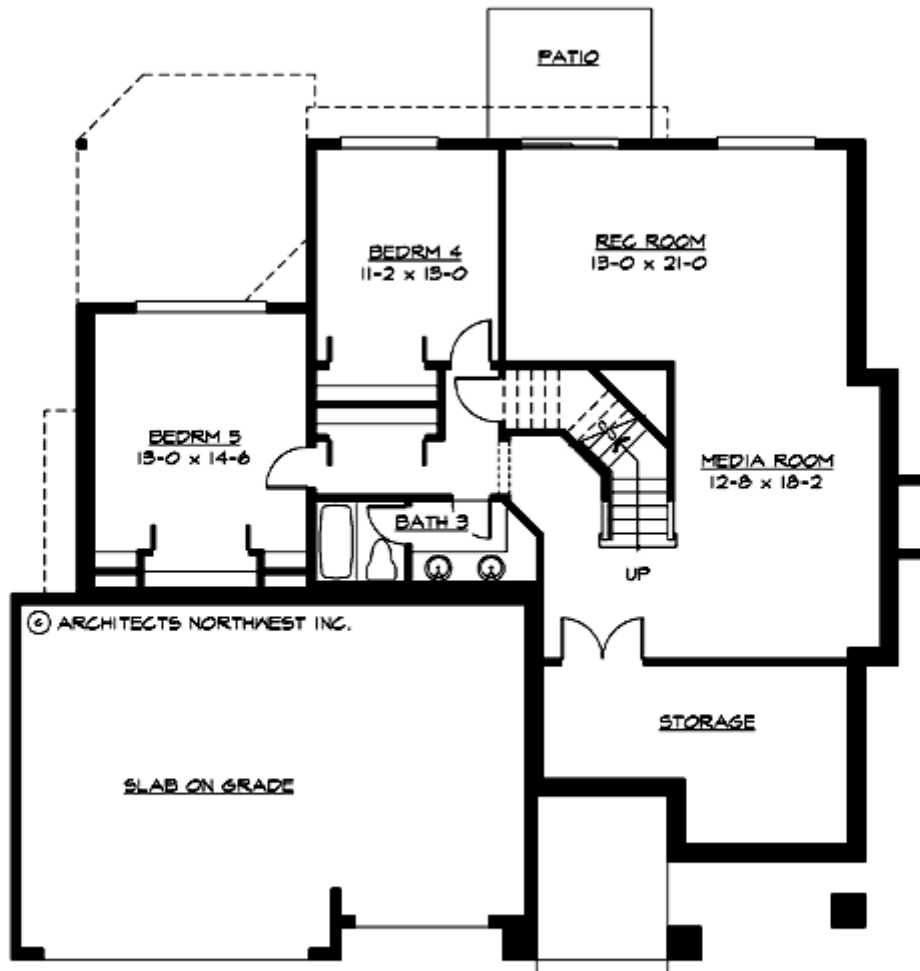 PATIO
BEDRM 4
11-2 x 13-0
REC ROOM
13-0 x 21-0
BEDRM 5
13-0 x 14-6
MEDIA ROOM
12-8 x 18-2
BATH 3
UP
© ARCHITECTS NORTHWEST INC.
STORAGE
SLAB ON GRADE